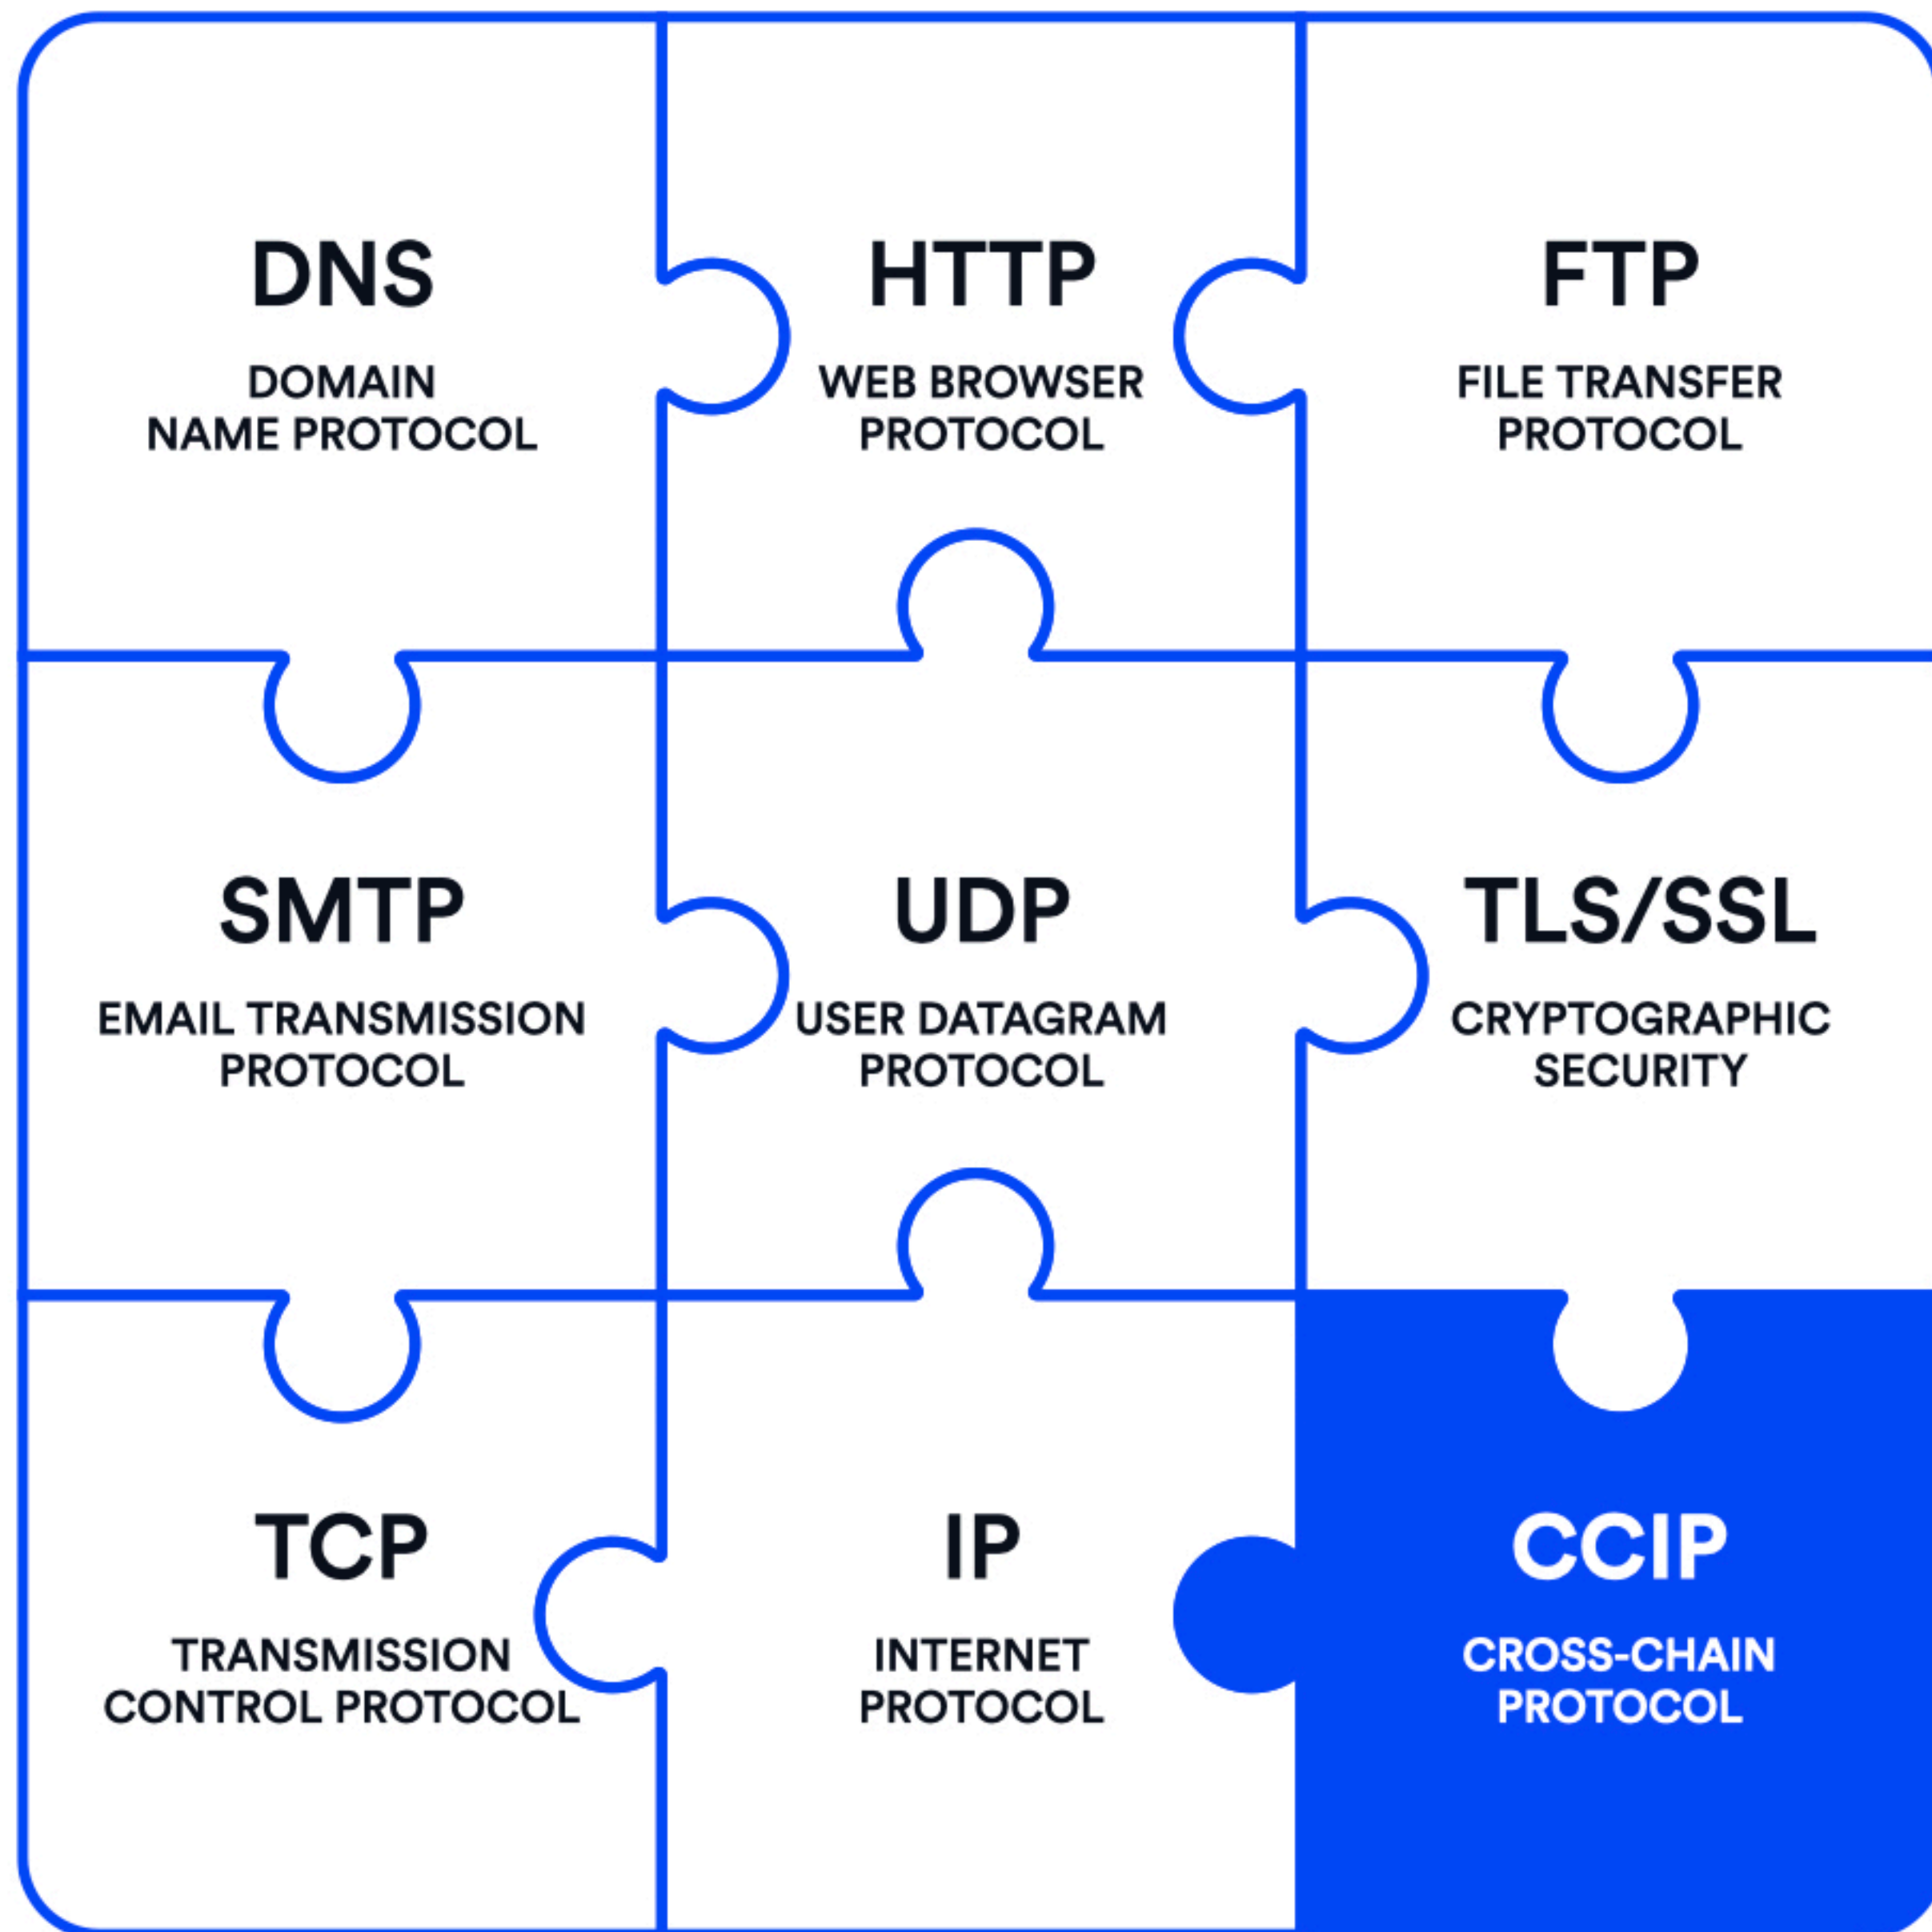 DNS
DOMAIN
NAME PROTOCOL
HTTP
WEB BROWSER
PROTOCOL
FTP
FILE TRANSFER
PROTOCOL
SMTP
EMAIL TRANSMISSION
PROTOCOL
UDP
USER DATAGRAM
PROTOCOL
TLS/SSL
CRYPTOGRAPHIC
SECURITY
TCP
TRANSMISSION
CONTROL PROTOCOL
IP
INTERNET
PROTOCOL
CCIP
CROSS-CHAIN
PROTOCOL